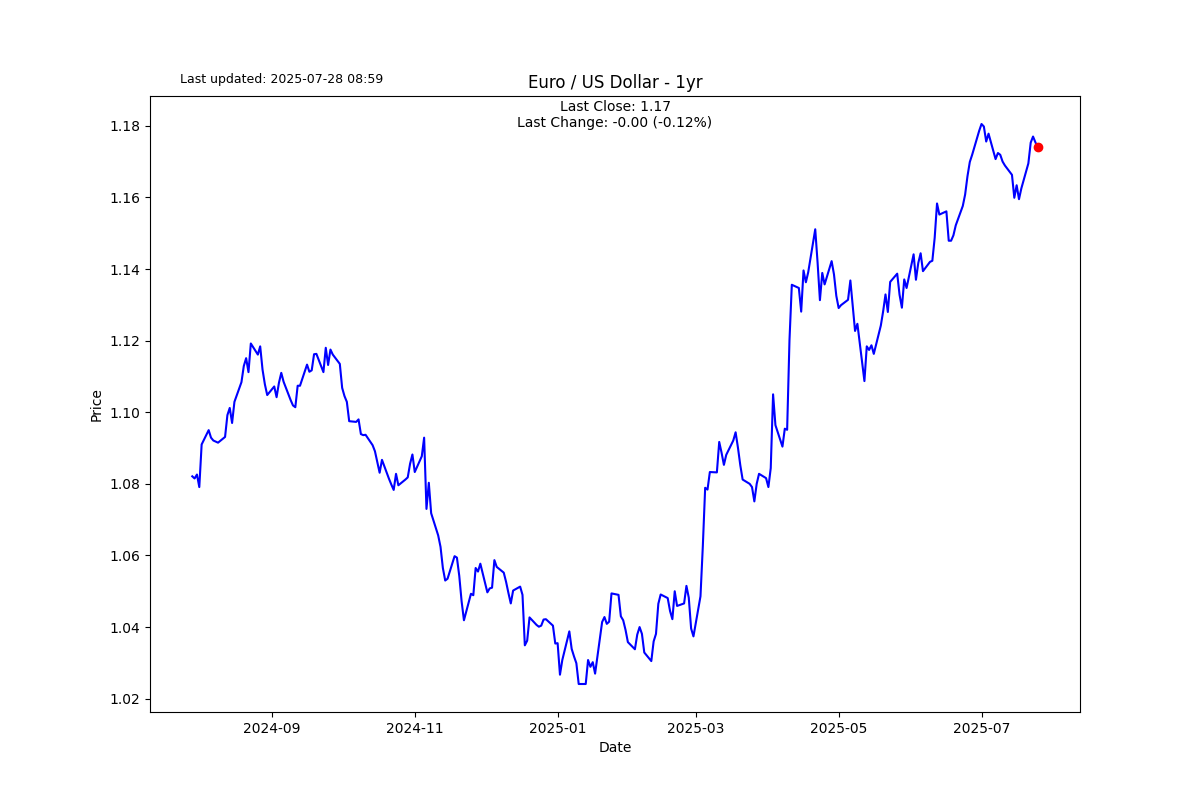 Last updated: 2025-07-28 08:59
Euro / US Dollar - 1yr
Last Close: 1.17
Last Change: -0.00 (-0.12%)
1.18
1.16
1.14
1.12
1.10
1.08
1.06
1.04
1.02
Price
2024-09 2024-11 2025-01 2025-03 2025-05 2025-07
Date